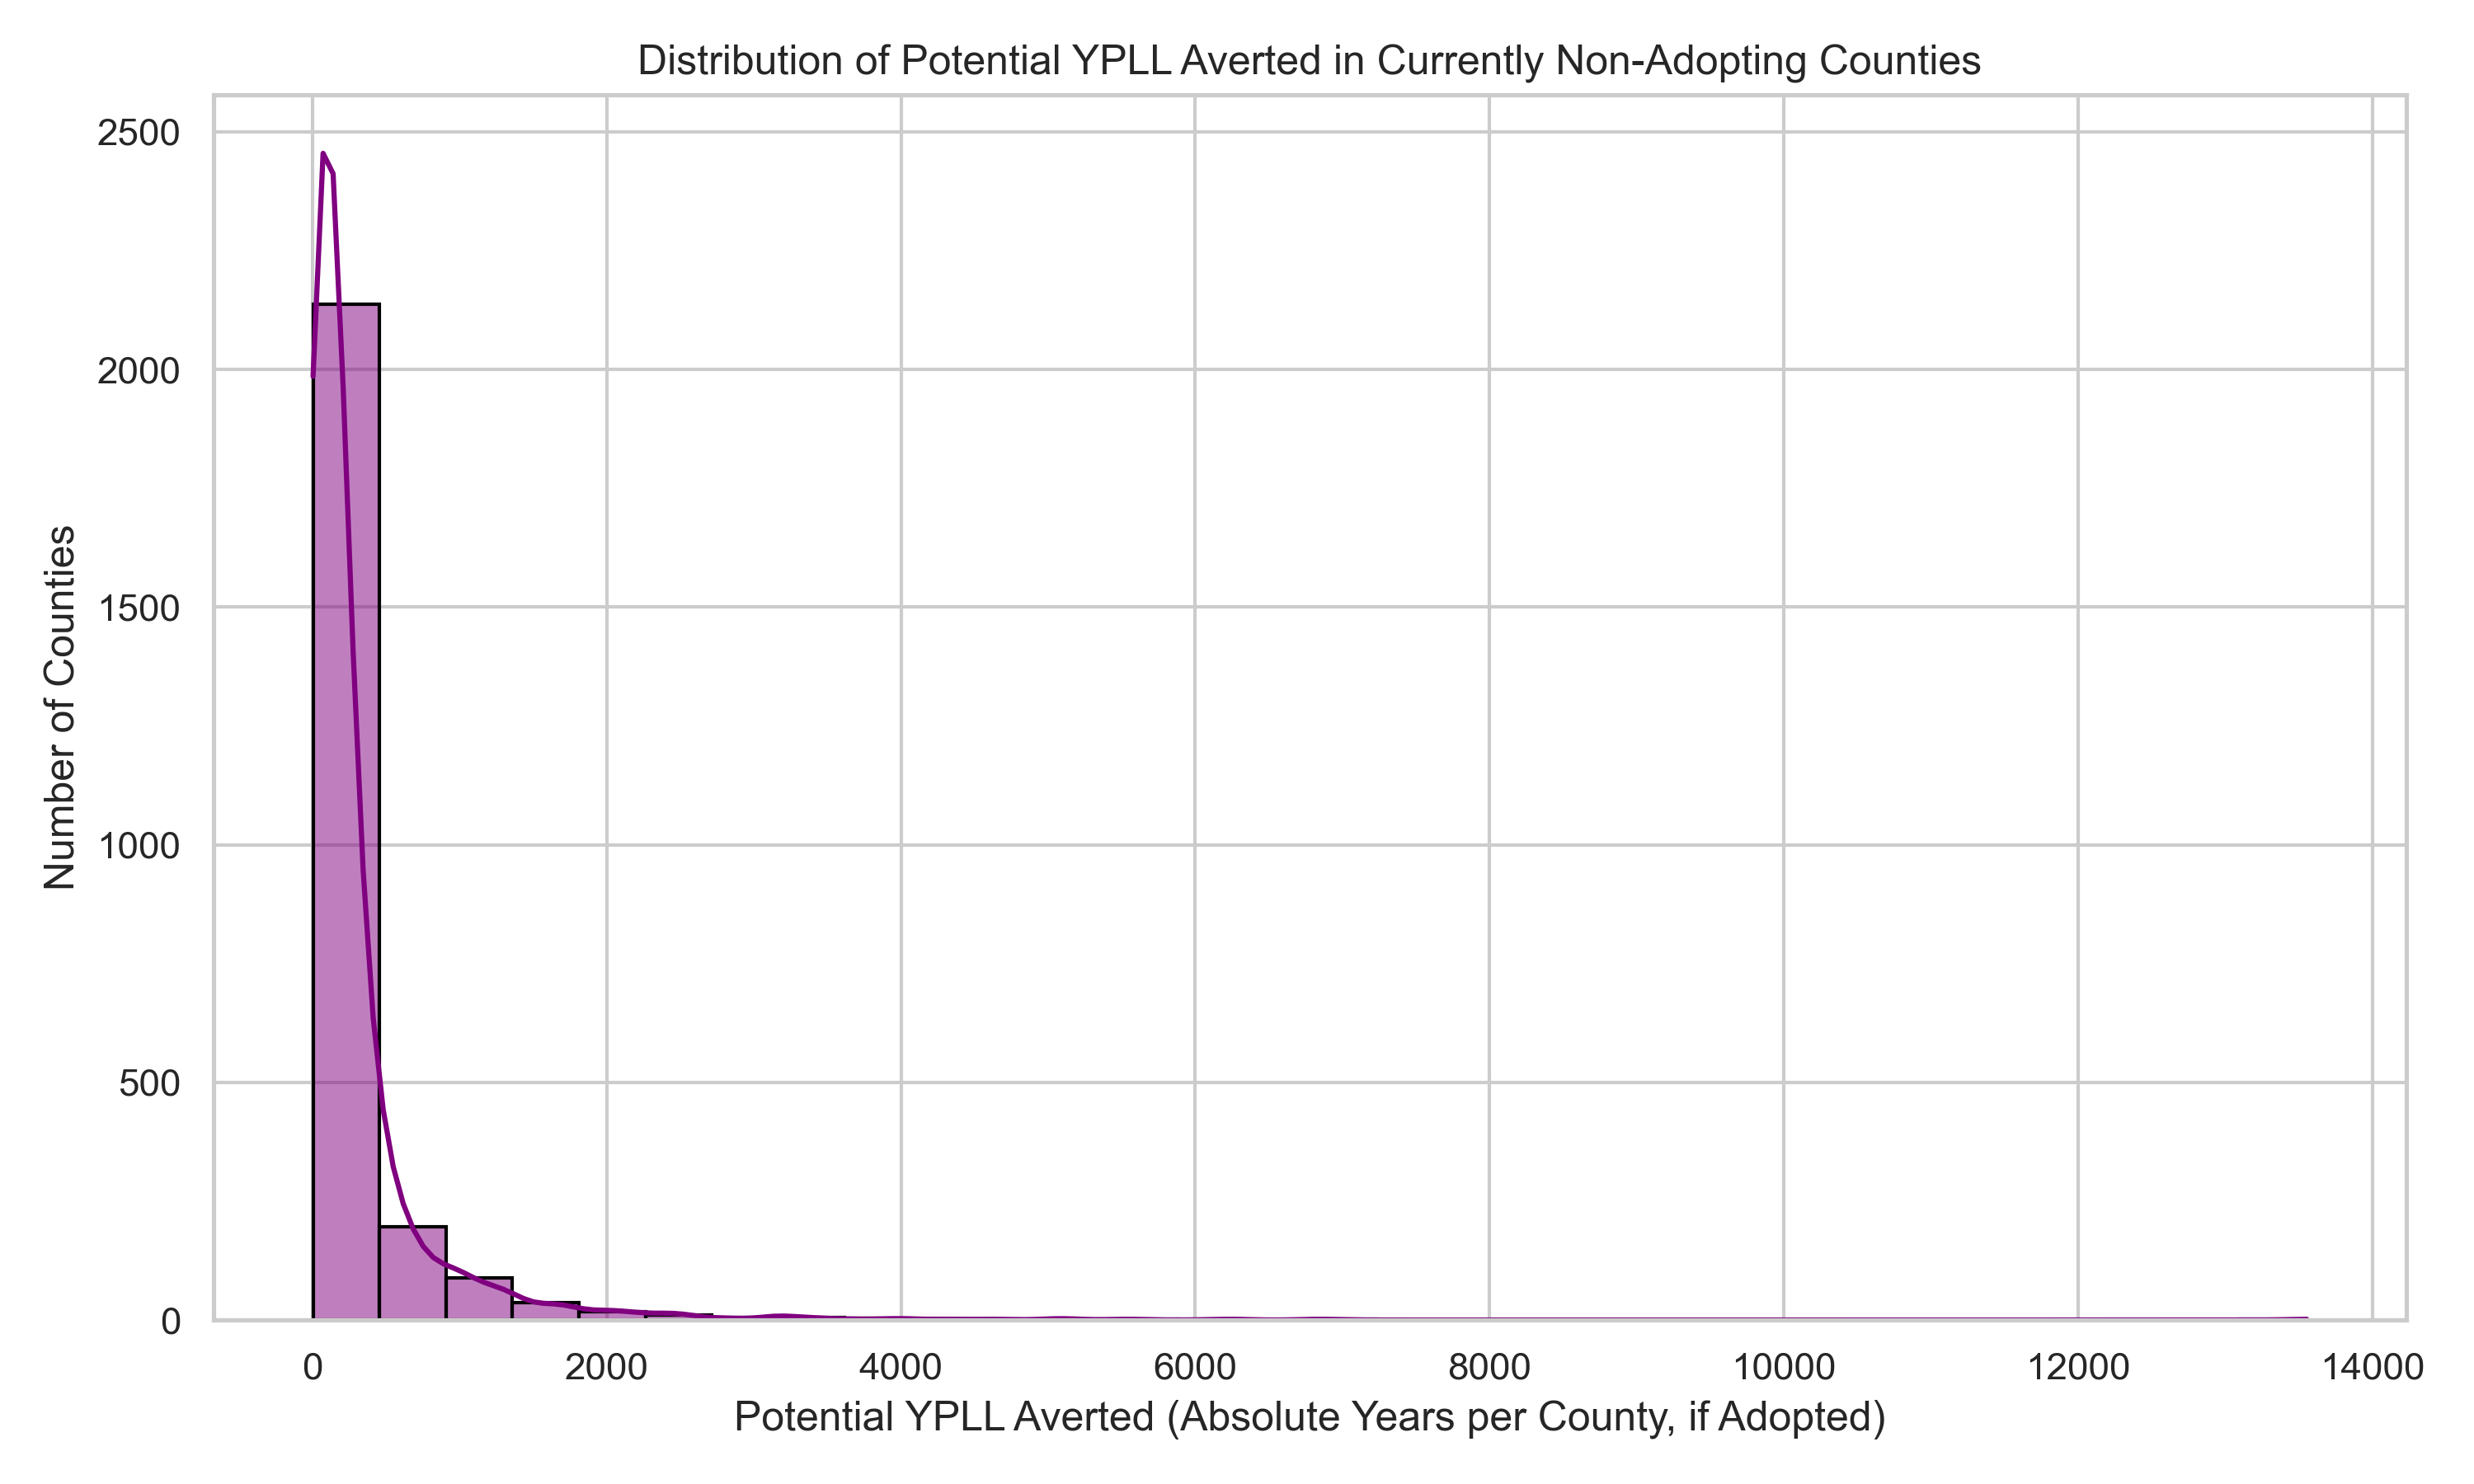 Distribution of Potential YPLL Averted in Currently Non-Adopting Counties
2500
2000
1500
1000
500
0
Number of Counties
0 2000 4000 6000 8000 10000 12000 14000
Potential YPLL Averted (Absolute Years per County, if Adopted)